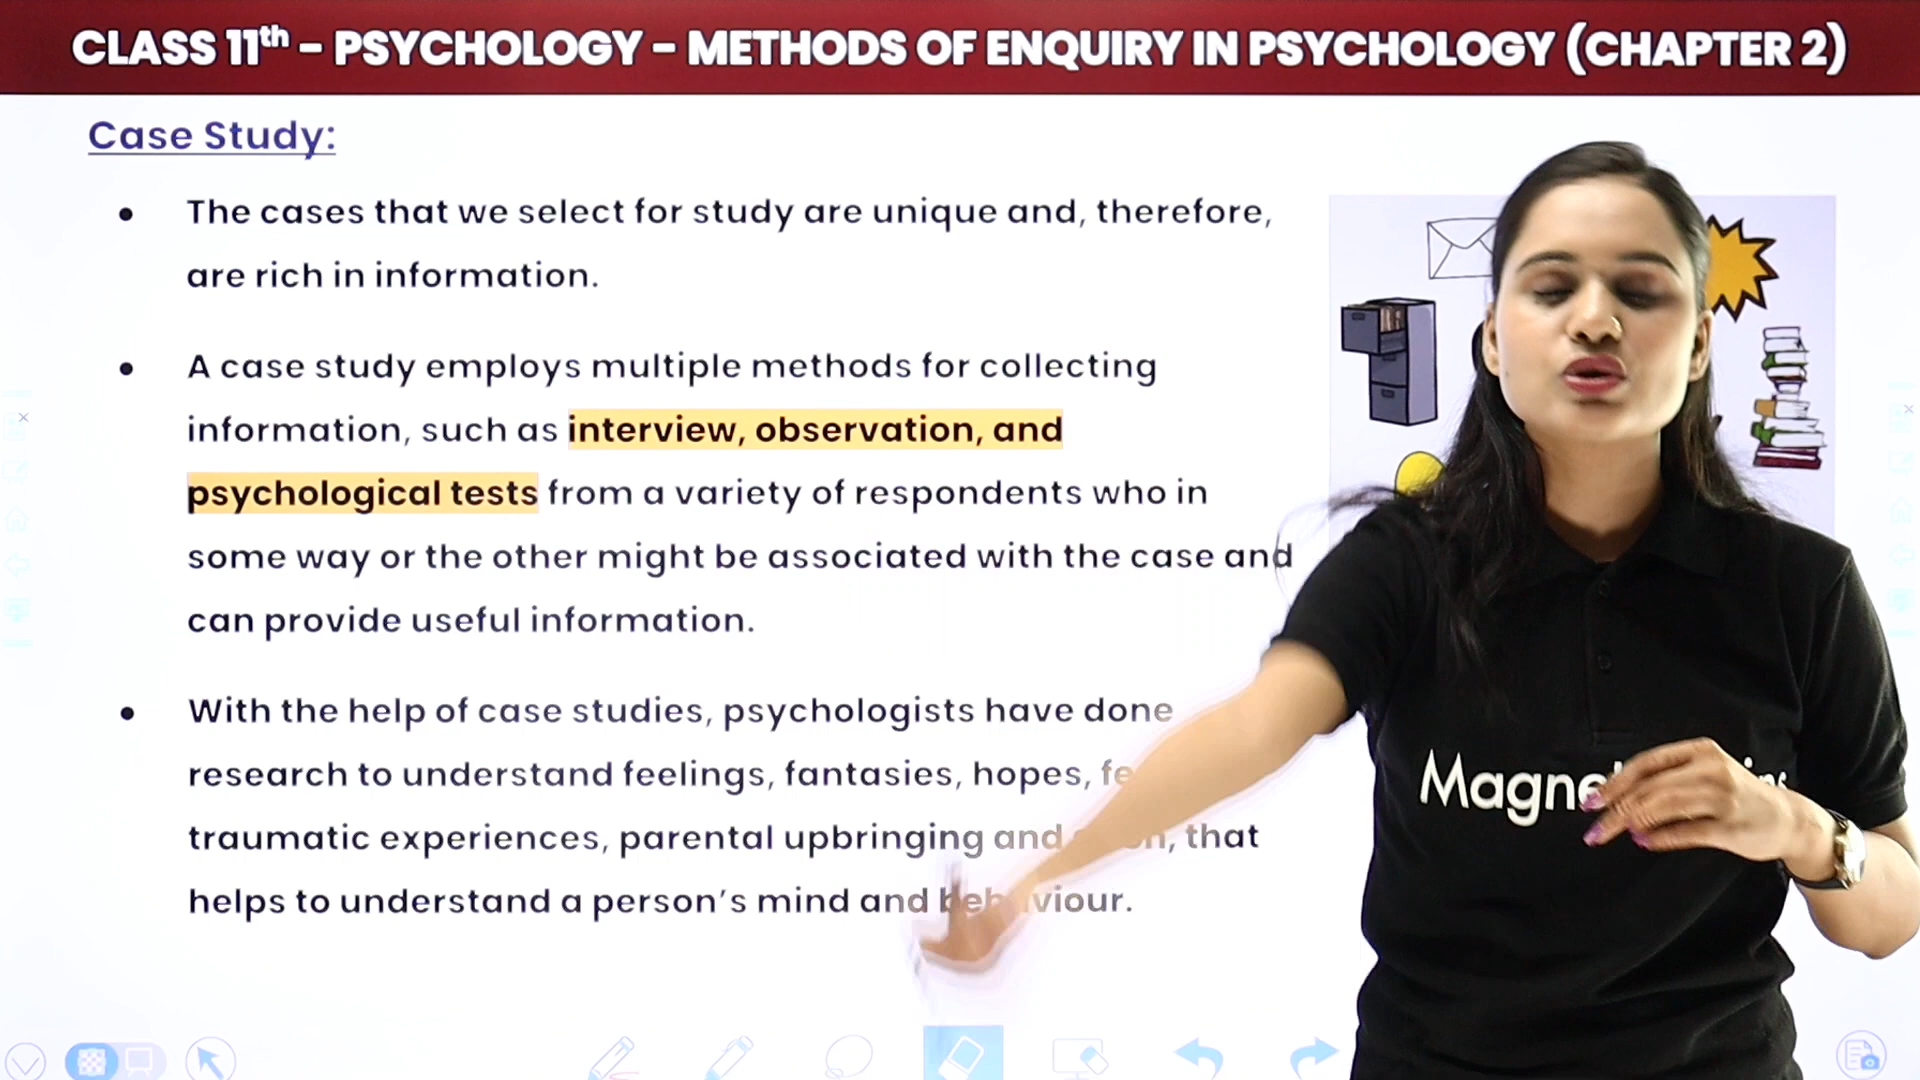 CLASS 11th – PSYCHOLOGY – METHODS OF ENQUIRY IN PSYCHOLOGY (CHAPTER 2)
Case Study:
• The cases that we select for study are unique and, therefore,
are rich in information.
• A case study employs multiple methods for collecting
information, such as interview, observation, and
psychological tests from a variety of respondents who in
some way or the other might be associated with the case and
can provide useful information.
• With the help of case studies, psychologists have done
research to understand feelings, fantasies, hopes,
traumatic experiences, parental upbringing and that
helps to understand a person’s mind and behaviour.